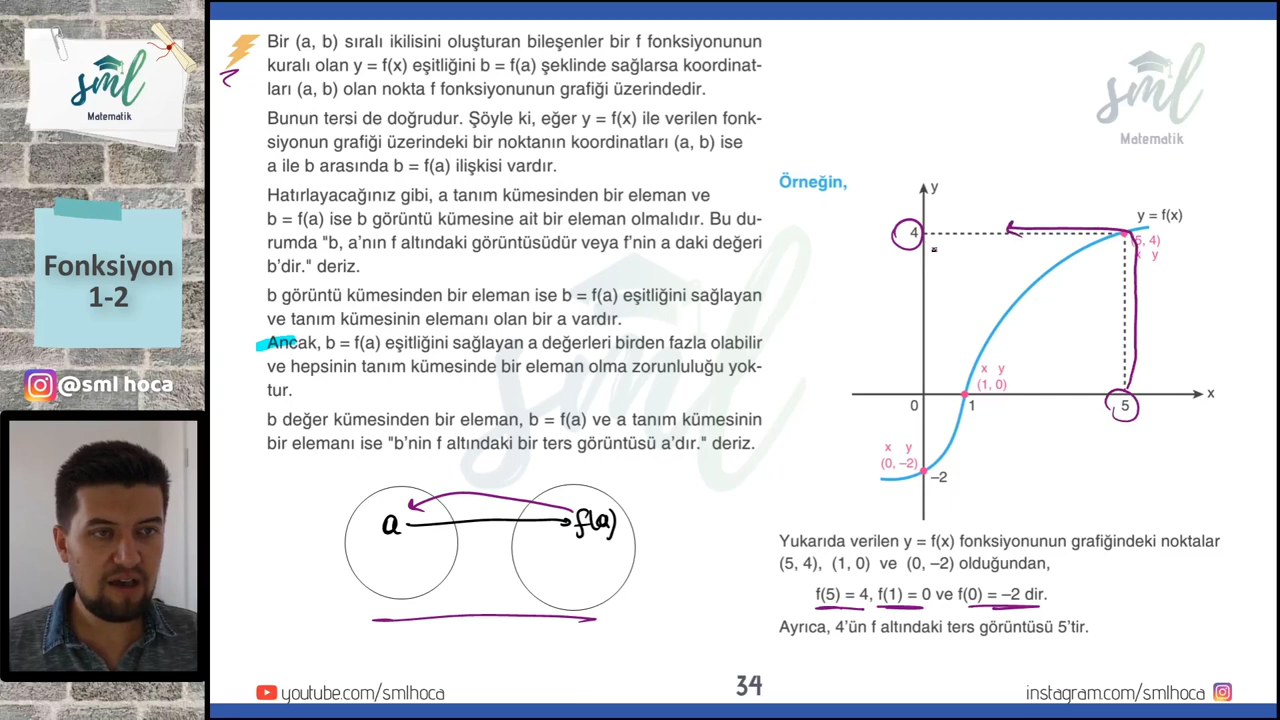 sml
Matematik
Fonksiyon
1-2
@sml hoca
Bir (a, b) sıralı ikilisini oluşturan bileşenler bir f fonksiyonunun
kuralı olan y = f(x) eşitliğini b = f(a) şeklinde sağlarsa koordinat-
ları (a, b) olan nokta f fonksiyonunun grafiği üzerindedir.
Bunun tersi de doğrudur. Şöyle ki, eğer y = f(x) ile verilen fonk-
siyonun grafiği üzerindeki bir noktanın koordinatları (a, b) ise
a ile b arasında b = f(a) ilişkisi vardır.
Hatırlayacağınız gibi, a tanım kümesinden bir eleman ve
b = f(a) ise b görüntü kümesine ait bir eleman olmalıdır. Bu du-
rumda "b, a'nın f altındaki görüntüsüdür veya f'nin a daki değeri
b'dir." deriz.
b görüntü kümesinden bir eleman ise b = f(a) eşitliğini sağlayan
ve tanım kümesinin elemanı olan bir a vardır.
Ancak, b = f(a) eşitliğini sağlayan a değerleri birden fazla olabilir
ve hepsinin tanım kümesinde bir eleman olma zorunluluğu yok-
tur.
b değer kümesinden bir eleman, b = f(a) ve a tanım kümesinin
bir elemanı ise "b'nin f altındaki bir ters görüntüsü a'dır." deriz.
a
f(a)
sml
Matematik
Örneğin,
y
y = f(x)
4
(5, 4)
x y
x y
(1, 0)
0
1
5
x
x y
(0, –2)
–2
Yukarıda verilen y = f(x) fonksiyonunun grafiğindeki noktalar
(5, 4), (1, 0) ve (0, –2) olduğundan,
f(5) = 4, f(1) = 0 ve f(0) = –2 dir.
Ayrıca, 4'ün f altındaki ters görüntüsü 5'tir.
youtube.com/smlhoca
34
instagram.com/smlhoca